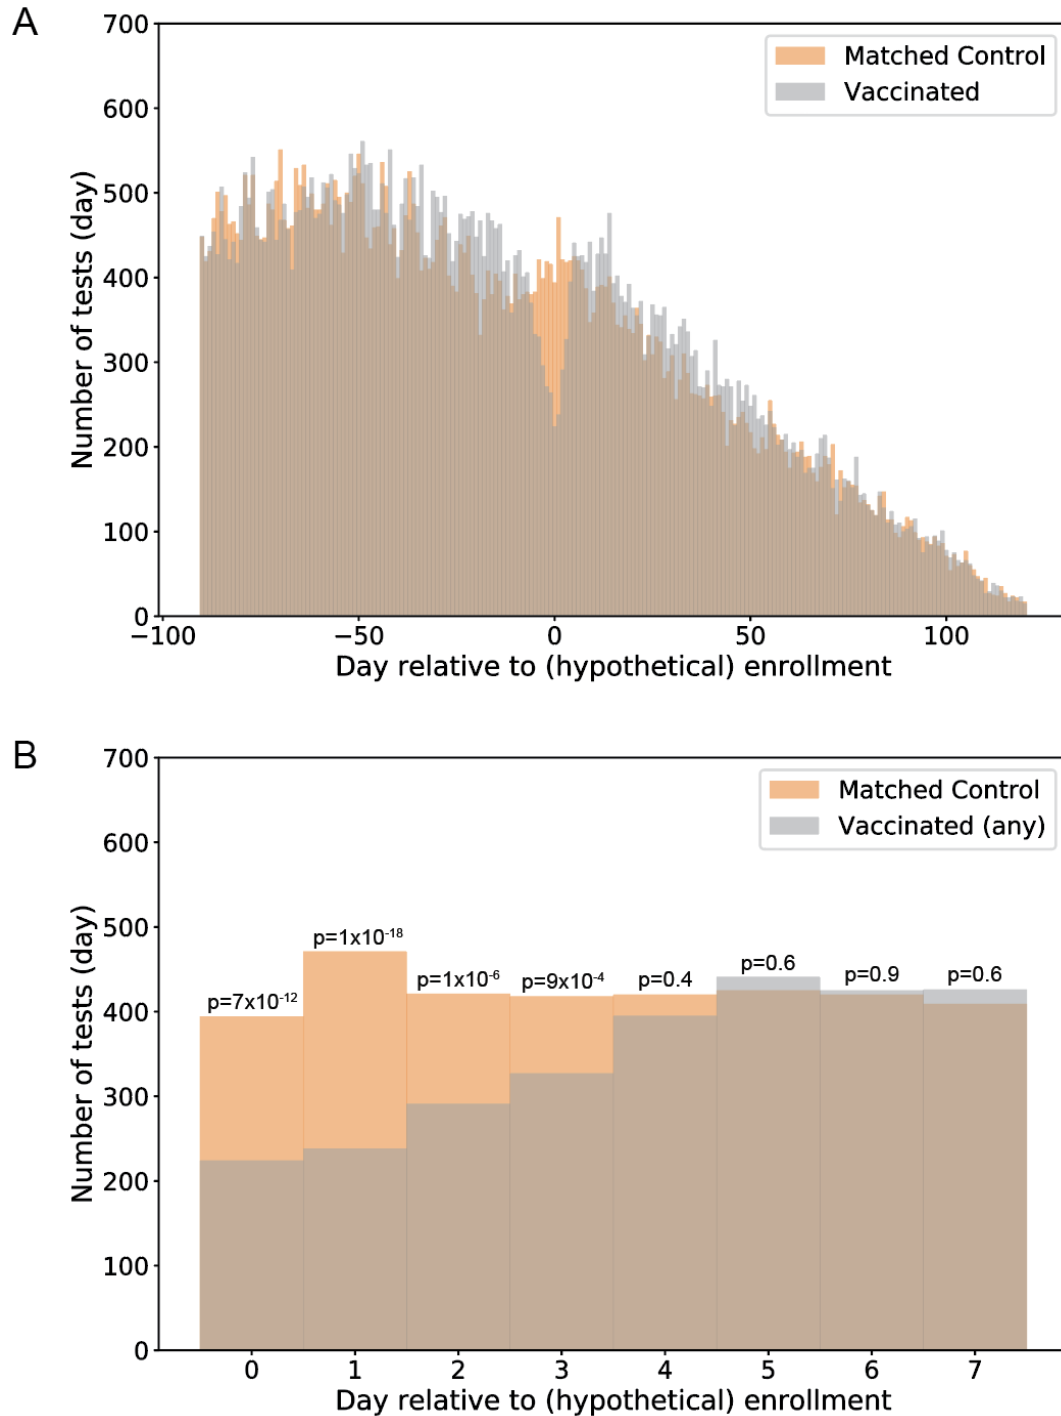 A
700
600
500
400
300
200
100
0
Number of tests (day)
Matched Control
Vaccinated
−100 −50 0 50 100
Day relative to (hypothetical) enrollment
B
700
600
500
400
300
200
100
0
Number of tests (day)
Matched Control
Vaccinated (any)
p=7x10⁻¹² p=1x10⁻¹⁸ p=1x10⁻⁶ p=9x10⁻⁴ p=0.4 p=0.6 p=0.9 p=0.6
0 1 2 3 4 5 6 7
Day relative to (hypothetical) enrollment